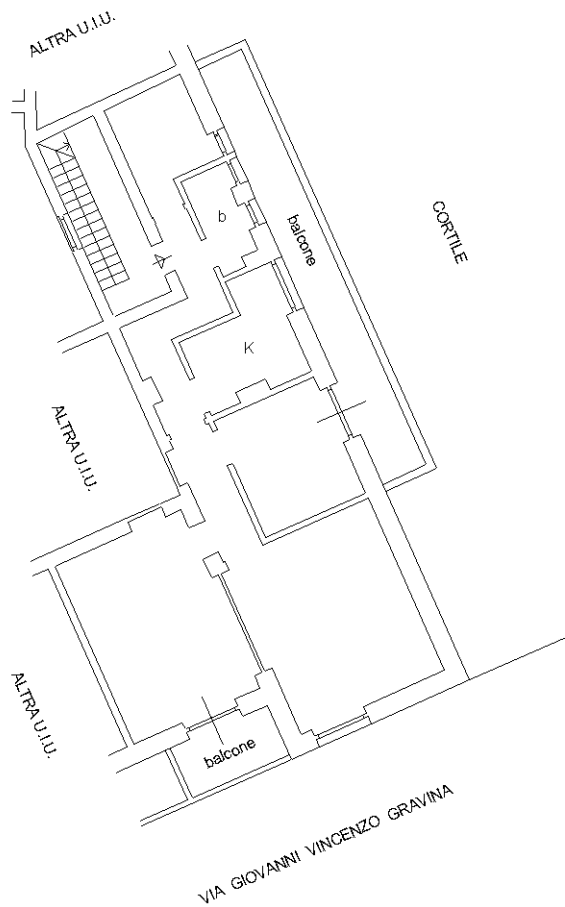 ALTRA U.I.U.
b
balcone
CORTILE
K
ALTRA U.I.U.
ALTRA U.I.U.
balcone
VIA GIOVANNI VINCENZO GRAVINA